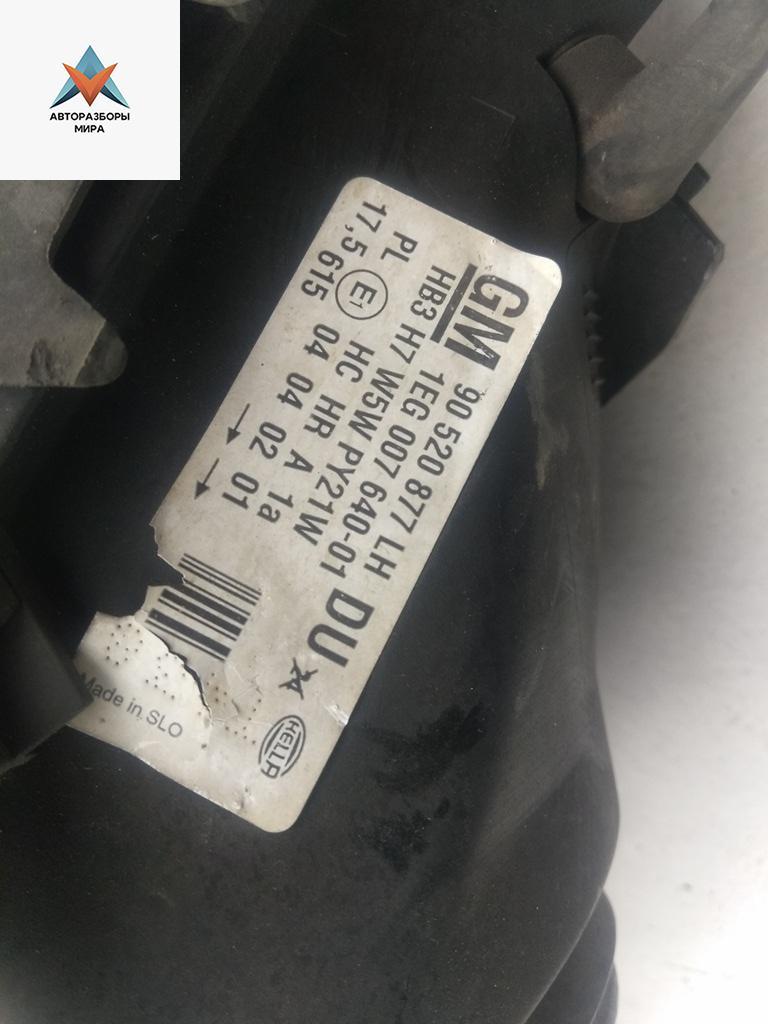 АВТОРАЗБОРЫ
МИРА
GM
90 520 877 LH
1EG 007 640-01
DU
HB3 H7 W5W PY21W
PL E1 HC HR A 1a
17,5 615 04 04 02 01
24
HELLA
Made in SLO